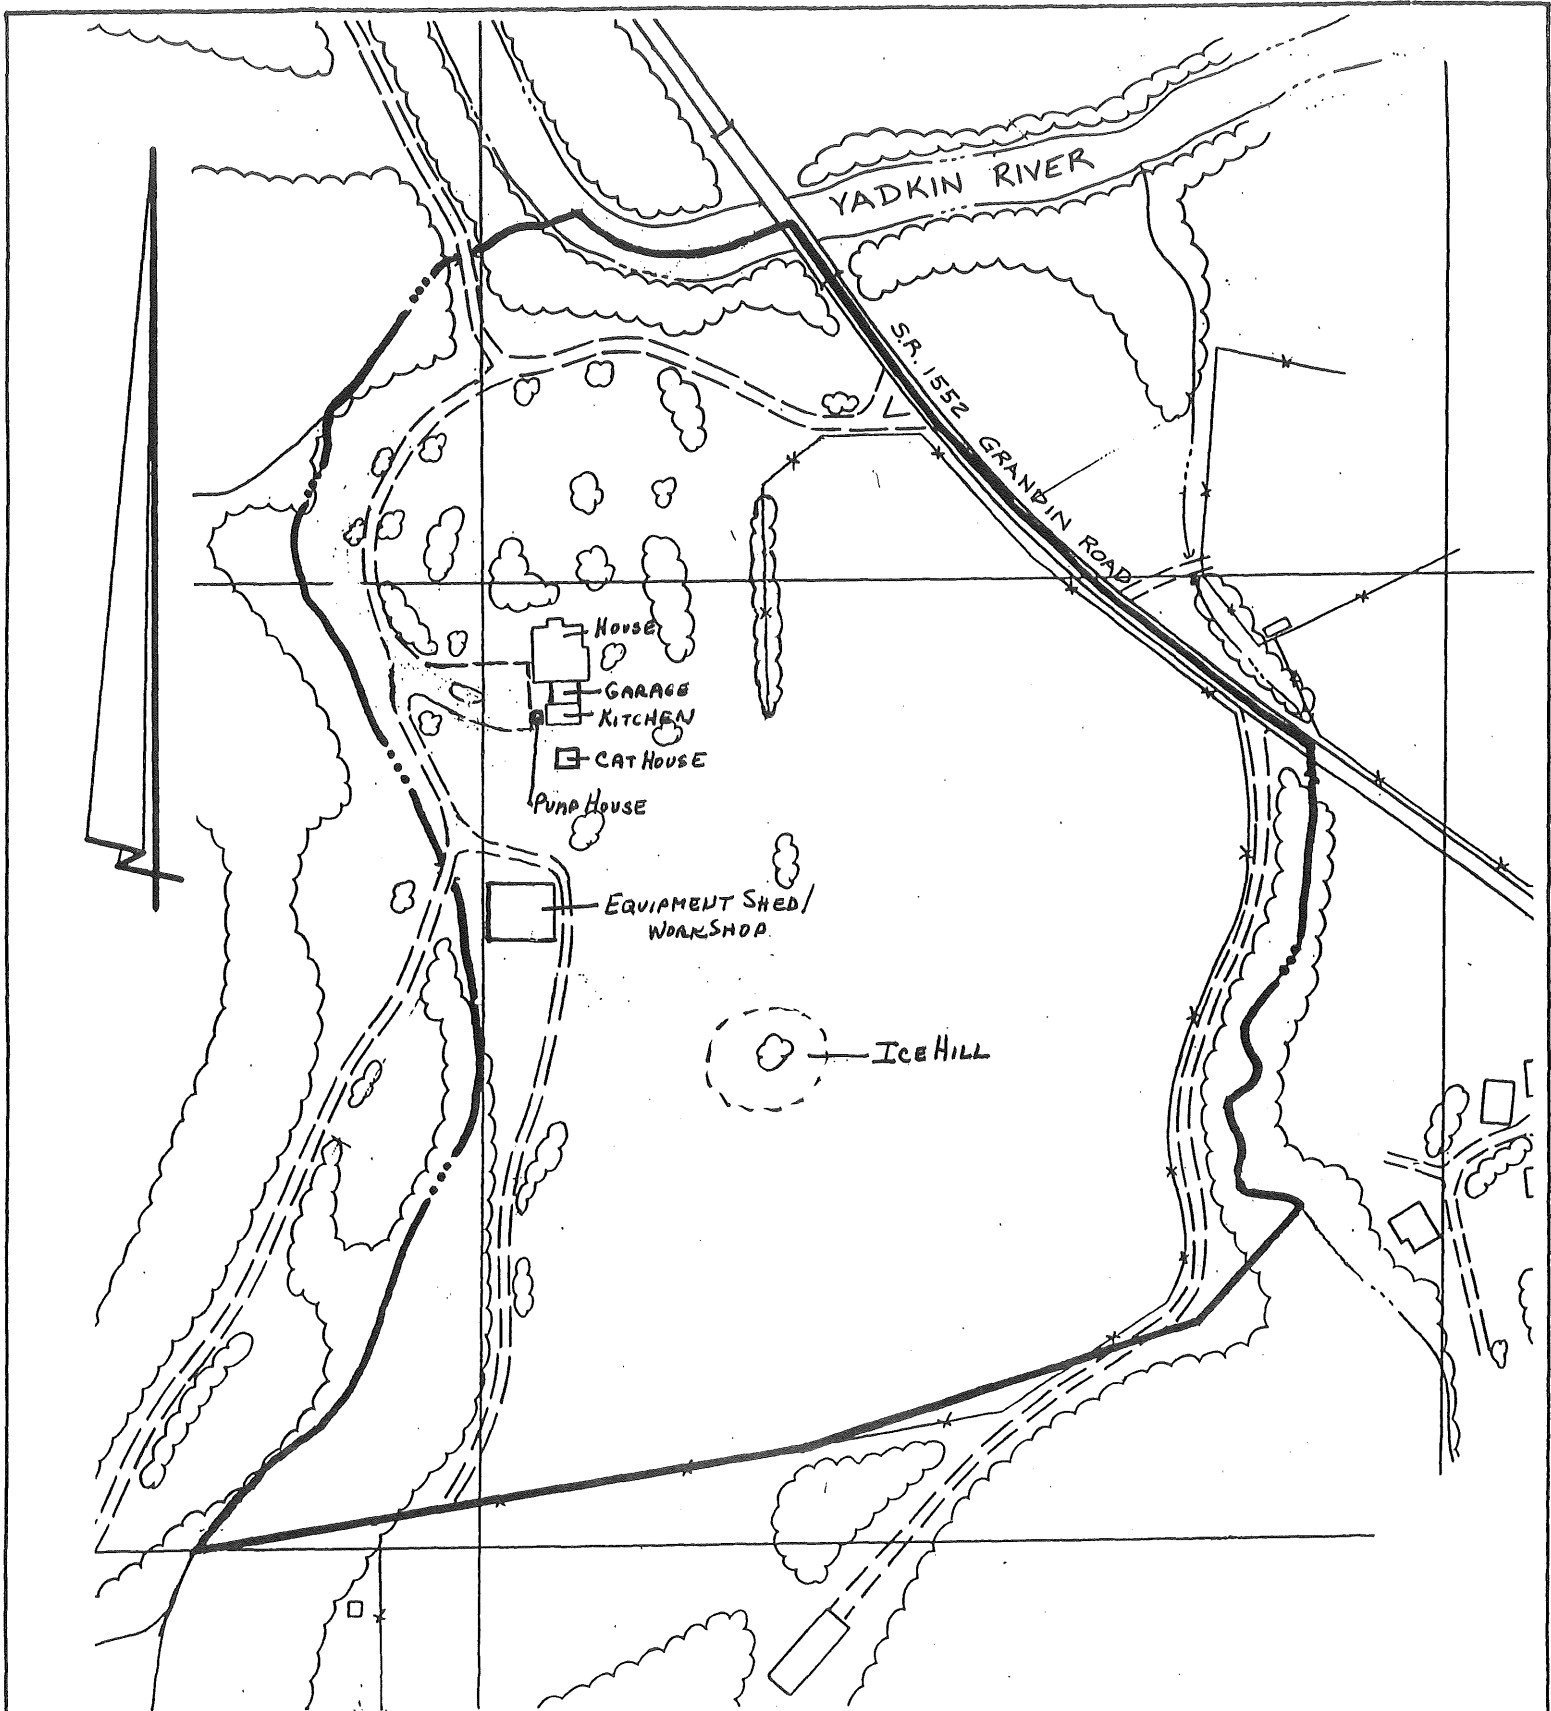 YADKIN RIVER
S.R. 1552 GRANDIN ROAD
HOUSE
GARAGE
KITCHEN
CAT HOUSE
PUMP HOUSE
EQUIPMENT SHED/
WORKSHOP
ICE HILL